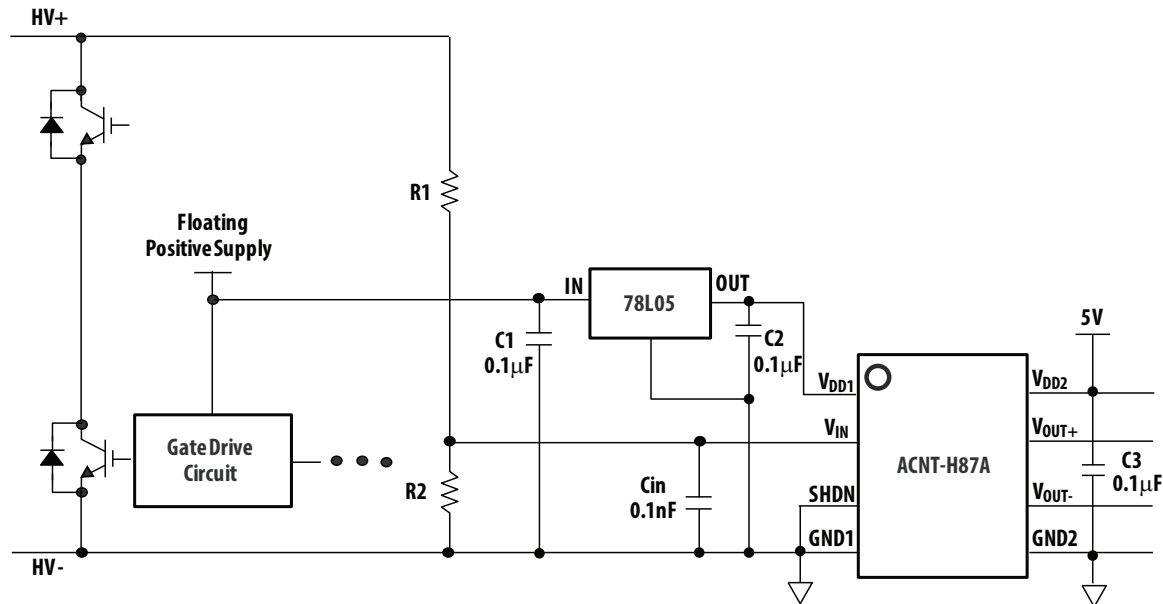 HV+
R1
Floating
Positive Supply
IN
78L05
OUT
C1
0.1µF
C2
0.1µF
5V
VDD1
VDD2
Gate Drive
Circuit
VIN
ACNT-H87A
VOUT+
R2
Cin
0.1nF
C3
0.1µF
SHDN
VOUT-
GND1
GND2
HV-